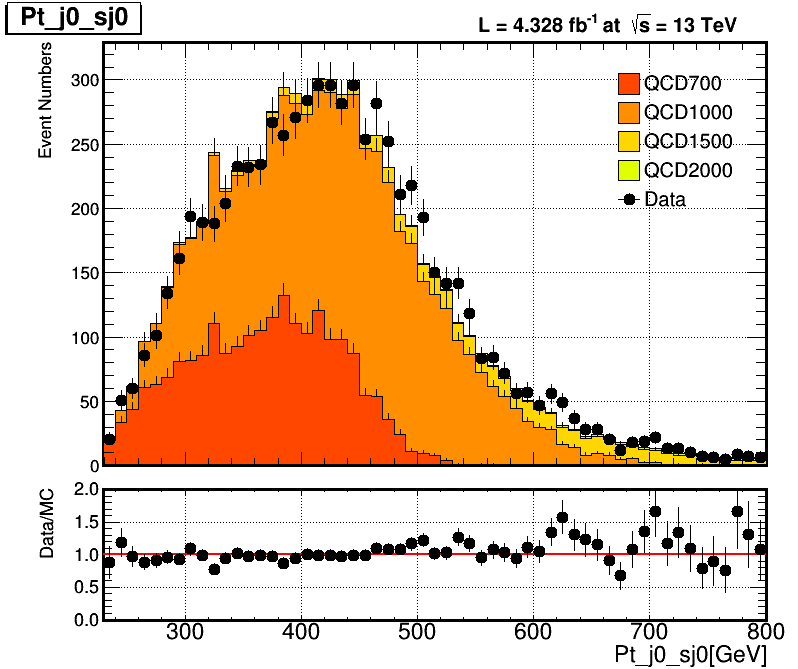 Pt_j0_sj0
L = 4.328 fb⁻¹ at √s = 13 TeV
Event Numbers
300
250
200
150
100
50
0
QCD700
QCD1000
QCD1500
QCD2000
Data
Data/MC
2.0
1.5
1.0
0.5
0.0
300 400 500 600 700 800
Pt_j0_sj0[GeV]